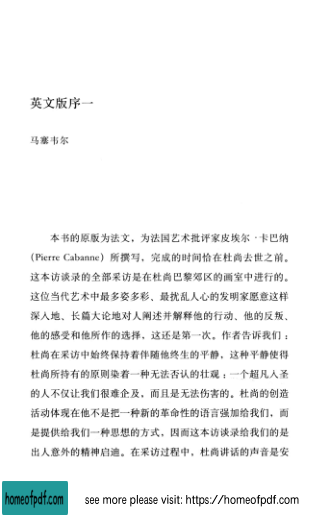 英文版序一
马塞韦尔
本书的原版为法文，为法国艺术批评家皮埃尔·卡巴纳
(Pierre Cabanne) 所撰写，完成的时间恰在杜尚去世之前。
这本访谈录的全部采访是在杜尚巴黎郊区的画室中进行的。
这位当代艺术中最多姿多彩、最扰乱人心的发明家愿意这样
深人地、长篇大论地对人阐述并解释他的行动、他的反叛、
他的感受和他所作的选择，这还是第一次。作者告诉我们：
杜尚在采访中始终保持着伴随他终生的平静，这种平静使得
杜尚所持有的原则染着一种无法否认的壮观：一个超凡人圣
的人不仅让我们很难企及，而且是无法伤害的。杜尚的创造
活动体现在他不是把一种新的革命性的语言强加给我们，而
是提供给我们一种思想的方式，因而这本访谈录给我们的是
出人意外的精神启迪。在采访过程中，杜尚讲话的声音是安
homeofpdf.com
see more please visit: https://homeofpdf.com